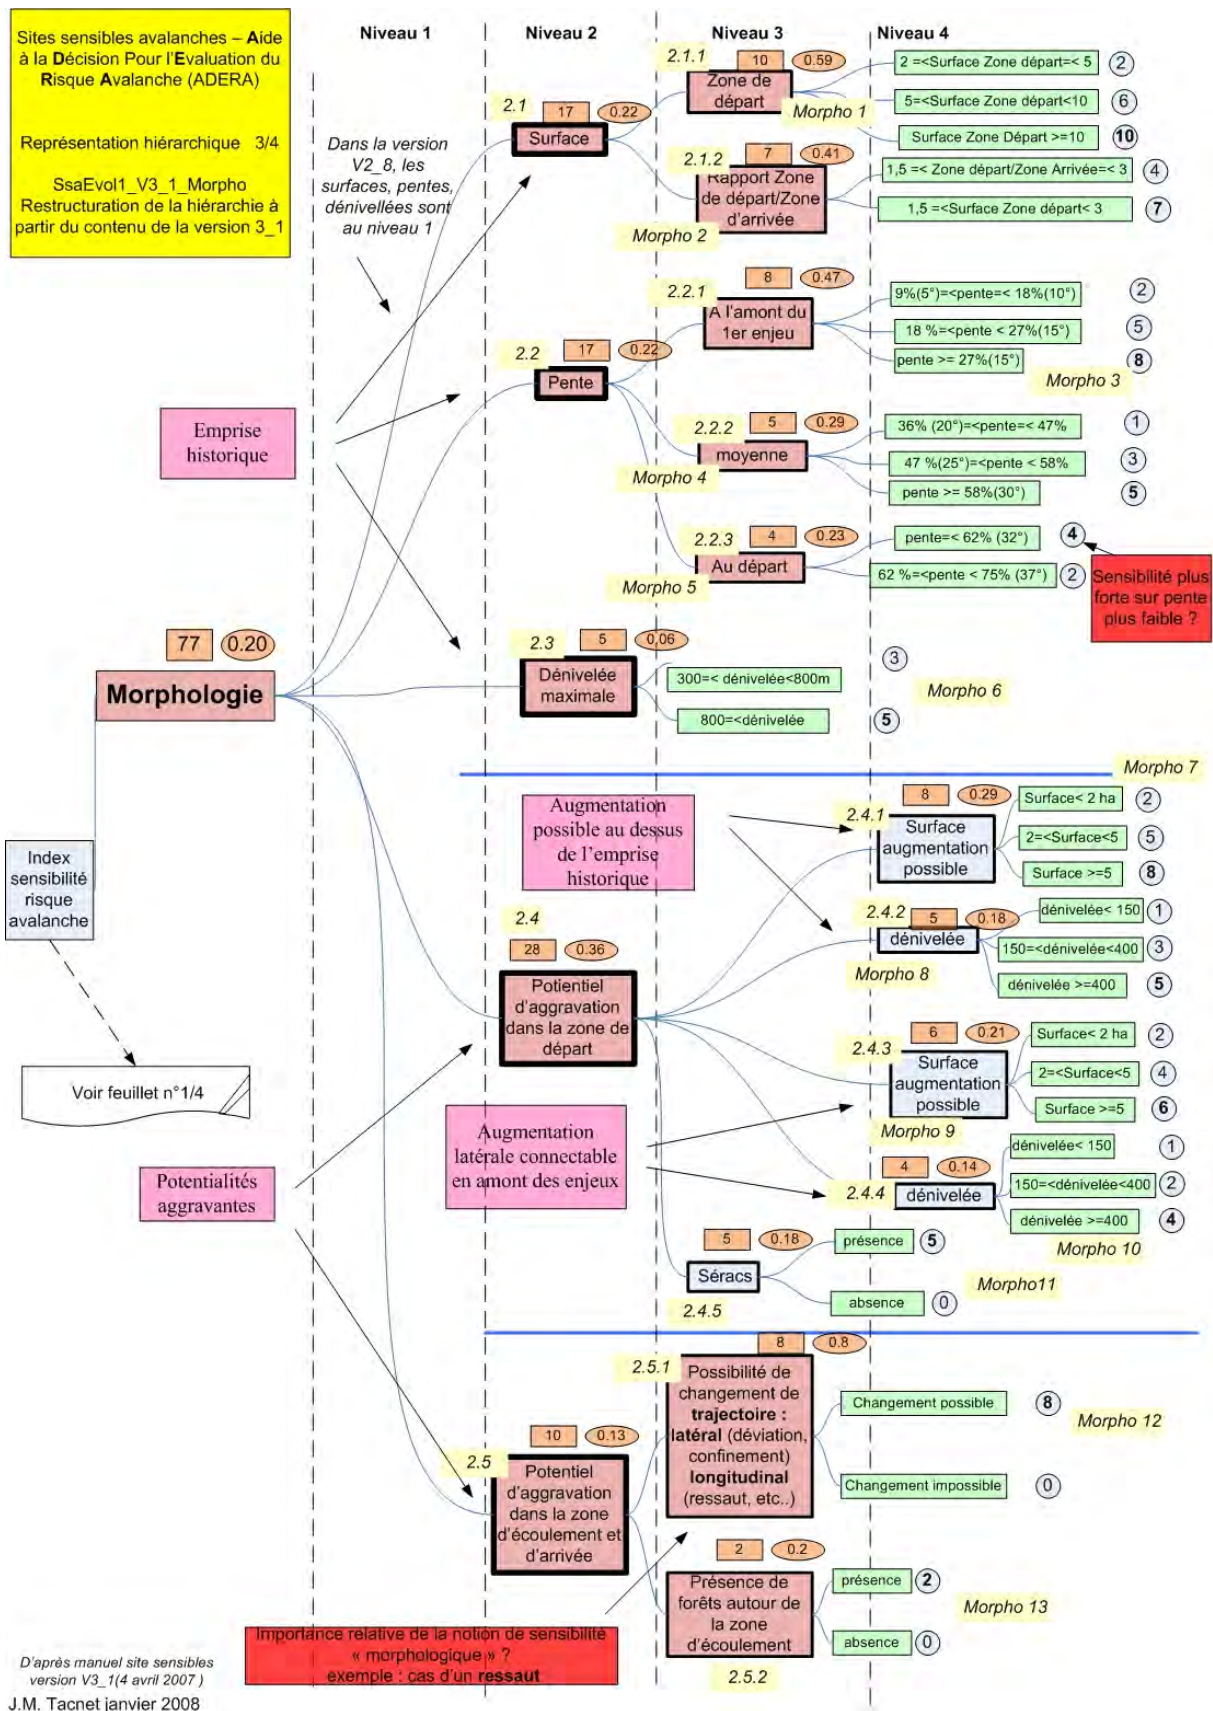 Sites sensibles avalanches – Aide
à la Décision Pour l'Evaluation du
Risque Avalanche (ADERA)
Représentation hiérarchique 3/4
SsaEvol1_V3_1_Morpho
Restructuration de la hiérarchie à
partir du contenu de la version 3_1
Niveau 1
Niveau 2
Niveau 3
Niveau 4
Dans la version
V2_8, les
surfaces, pentes,
dénivellées sont
au niveau 1
2.1
17
0.22
Surface
2.1.1
10
0.59
Zone de
départ
Morpho 1
2 =<Surface Zone départ=< 5
2
5=<Surface Zone départ<10
6
Surface Zone Départ >=10
10
2.1.2
7
0.41
Rapport Zone
de départ/Zone
d'arrivée
Morpho 2
1,5 =< Zone départ/Zone Arrivée=< 3
4
1,5 =<Surface Zone départ< 3
7
Emprise
historique
2.2
17
0.22
Pente
2.2.1
8
0.47
A l'amont du
1er enjeu
9%(5°)=<pente=< 18%(10°)
2
18 %=<pente < 27%(15°)
5
pente >= 27%(15°)
8
Morpho 3
2.2.2
5
0.29
moyenne
Morpho 4
36% (20°)=<pente=< 47%
1
47 %(25°)=<pente < 58%
3
pente >= 58%(30°)
5
2.2.3
4
0.23
Au départ
Morpho 5
pente=< 62% (32°)
4
62 %=<pente < 75% (37°)
2
Sensibilité plus
forte sur pente
plus faible ?
77
0.20
Morphologie
2.3
5
0,06
Dénivelée
maximale
300=< dénivelée<800m
3
800=<dénivelée
5
Morpho 6
Morpho 7
Index
sensibilité
risque
avalanche
Voir feuillet n°1/4
Augmentation
possible au dessus
de l'emprise
historique
2.4
28
0.36
Potientiel
d'aggravation
dans la zone de
départ
2.4.1
8
0.29
Surface
augmentation
possible
Surface< 2 ha
2
2=<Surface<5
5
Surface >=5
8
2.4.2
5
0.18
dénivelée
Morpho 8
dénivelée< 150
1
150=<dénivelée<400
3
dénivelée >=400
5
2.4.3
6
0.21
Surface
augmentation
possible
Morpho 9
Surface< 2 ha
2
2=<Surface<5
4
Surface >=5
6
Augmentation
latérale connectable
en amont des enjeux
2.4.4
4
0.14
dénivelée
dénivelée< 150
1
150=<dénivelée<400
2
dénivelée >=400
4
Morpho 10
Potentialités
aggravantes
5
0.18
Séracs
2.4.5
présence
5
absence
0
Morpho11
2.5
10
0.13
Potentiel
d'aggravation
dans la zone
d'écoulement et
d'arrivée
2.5.1
8
0.8
Possibilité de
changement de
trajectoire :
latéral (déviation,
confinement)
longitudinal
(ressaut, etc..)
Changement possible
8
Changement impossible
0
Morpho 12
2
0.2
Présence de
forêts autour de
la zone
d'écoulement
2.5.2
présence
2
absence
0
Morpho 13
Importance relative de la notion de sensibilité
« morphologique » ?
exemple : cas d'un ressaut
D'après manuel site sensibles
version V3_1(4 avril 2007 )
J.M. Tacnet janvier 2008